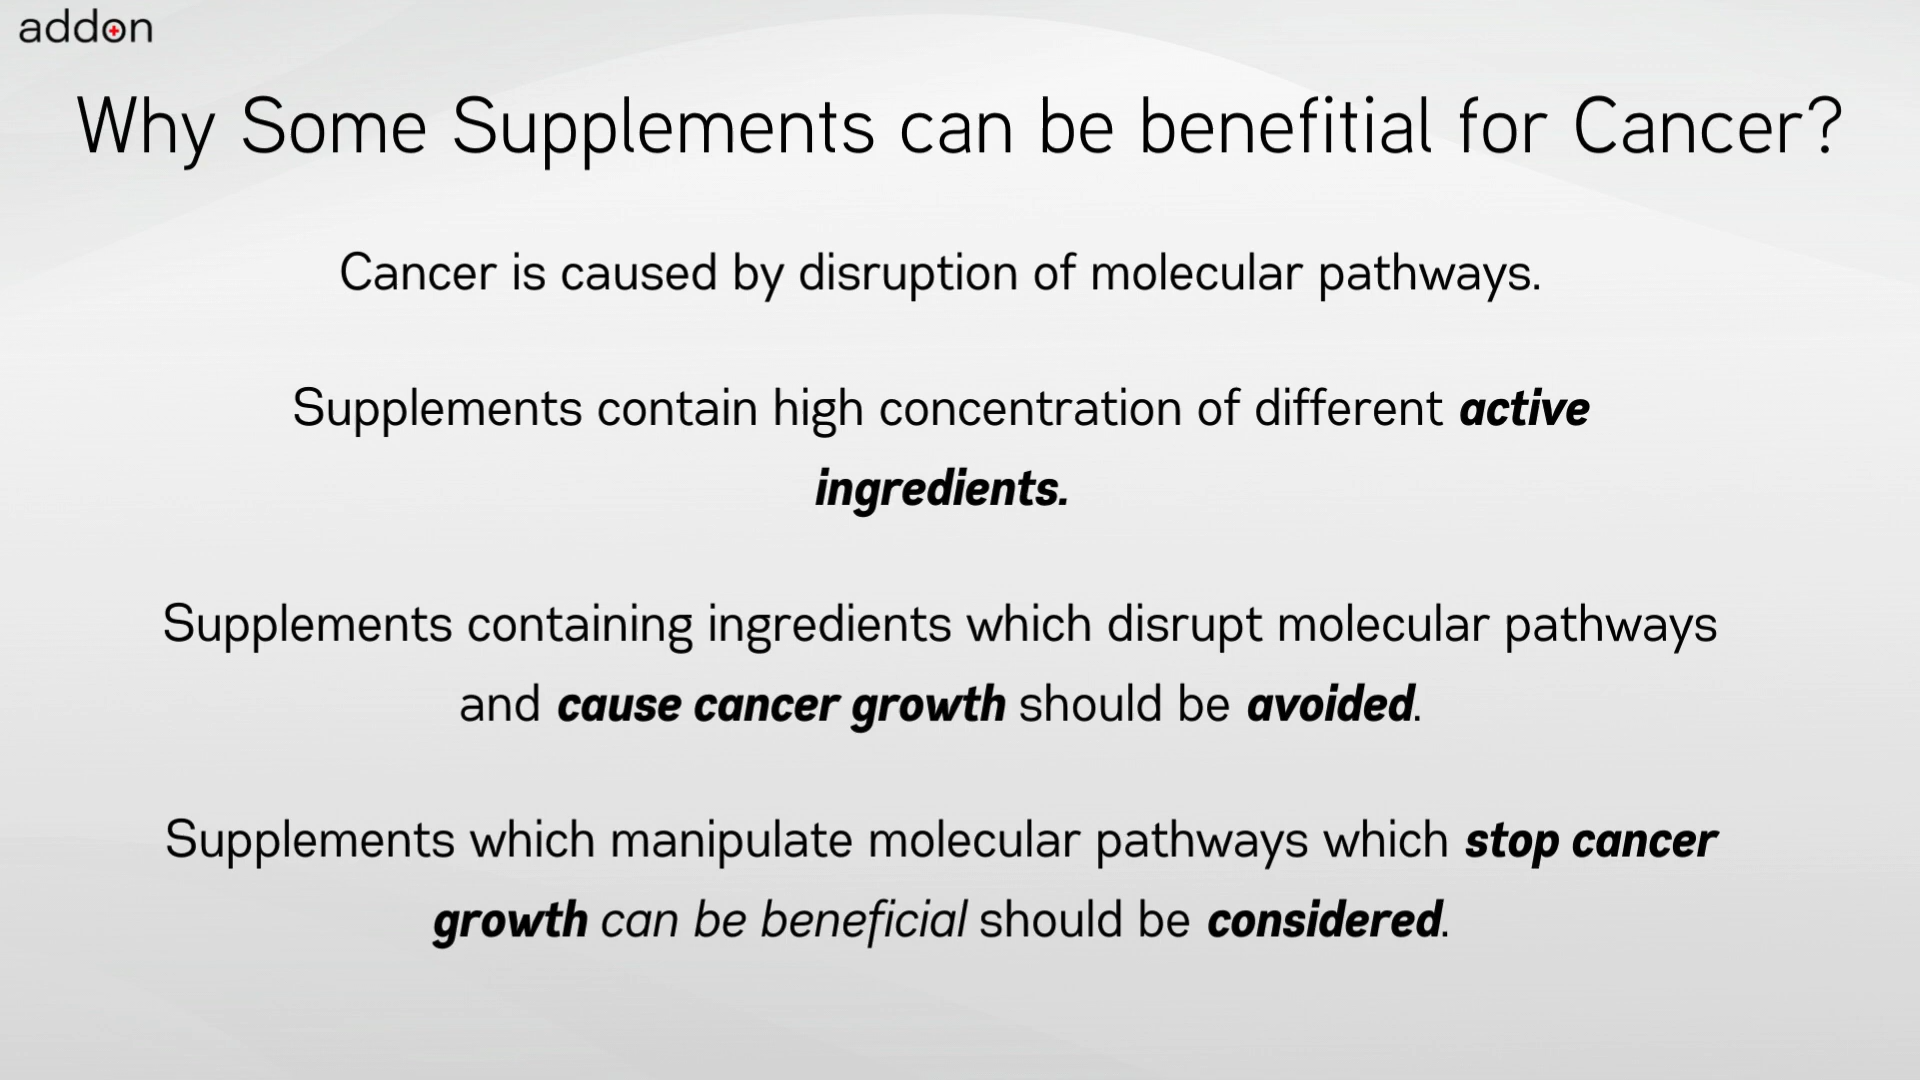 addon
Why Some Supplements can be benefitial for Cancer?
Cancer is caused by disruption of molecular pathways.
Supplements contain high concentration of different active
ingredients.
Supplements containing ingredients which disrupt molecular pathways
and cause cancer growth should be avoided.
Supplements which manipulate molecular pathways which stop cancer
growth can be beneficial should be considered.